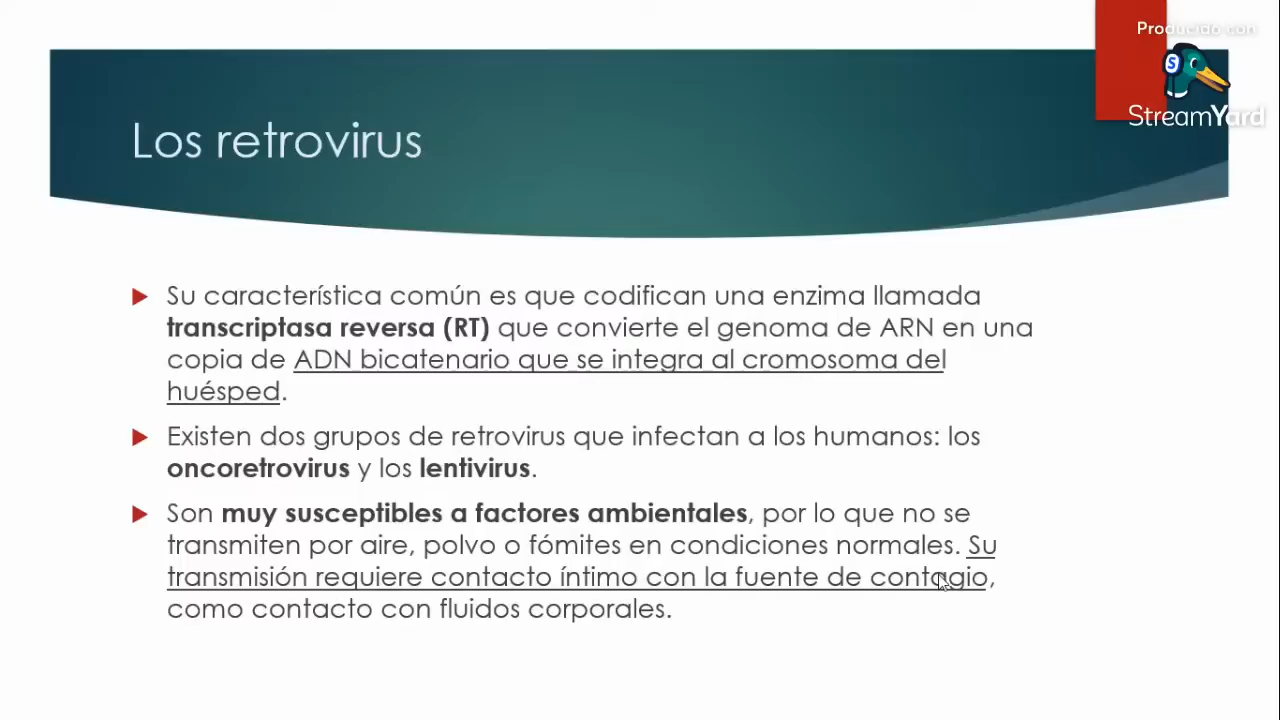 Producido con
StreamYard
Los retrovirus
Su característica común es que codifican una enzima llamada
transcriptasa reversa (RT) que convierte el genoma de ARN en una
copia de ADN bicatenario que se integra al cromosoma del
huésped.
Existen dos grupos de retrovirus que infectan a los humanos: los
oncoretrovirus y los lentivirus.
Son muy susceptibles a factores ambientales, por lo que no se
transmiten por aire, polvo o fómites en condiciones normales. Su
transmisión requiere contacto íntimo con la fuente de contagio,
como contacto con fluidos corporales.